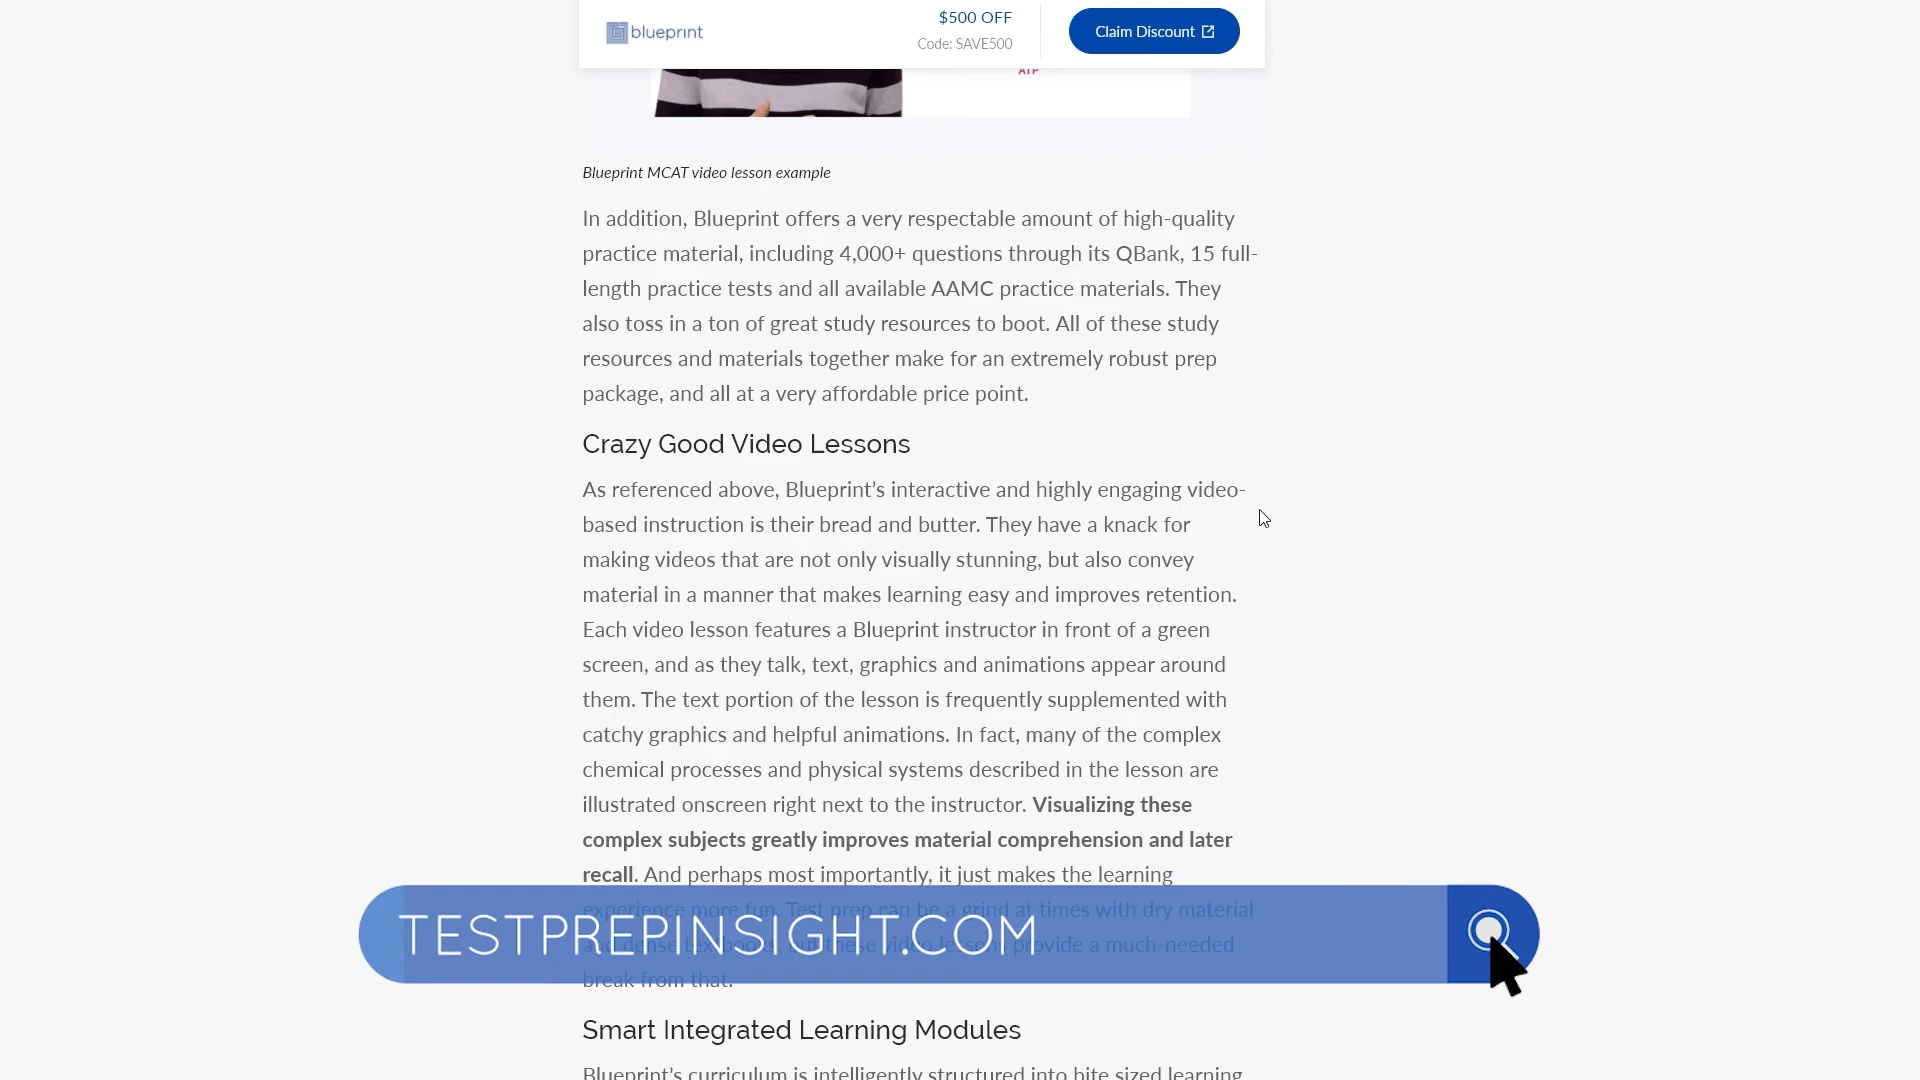 blueprint
$500 OFF
Code: SAVE500
Claim Discount
ATP
Blueprint MCAT video lesson example
In addition, Blueprint offers a very respectable amount of high-quality
practice material, including 4,000+ questions through its QBank, 15 full-
length practice tests and all available AAMC practice materials. They
also toss in a ton of great study resources to boot. All of these study
resources and materials together make for an extremely robust prep
package, and all at a very affordable price point.
Crazy Good Video Lessons
As referenced above, Blueprint’s interactive and highly engaging video-
based instruction is their bread and butter. They have a knack for
making videos that are not only visually stunning, but also convey
material in a manner that makes learning easy and improves retention.
Each video lesson features a Blueprint instructor in front of a green
screen, and as they talk, text, graphics and animations appear around
them. The text portion of the lesson is frequently supplemented with
catchy graphics and helpful animations. In fact, many of the complex
chemical processes and physical systems described in the lesson are
illustrated onscreen right next to the instructor. Visualizing these
complex subjects greatly improves material comprehension and later
recall. And perhaps most importantly, it just makes the learning
experience more fun. Test prep can be a grind at times with dry material
and dense textbooks, but these video lessons provide a much-needed
break from that.
TESTPREPINSIGHT.COM
Smart Integrated Learning Modules
Blueprint’s curriculum is intelligently structured into bite sized learning